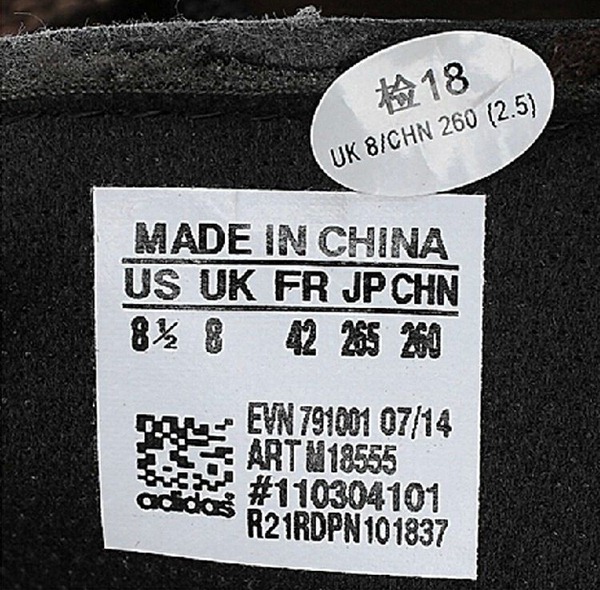 检18
UK 8/CHN 260 (2.5)
MADE IN CHINA
US UK FR JP CHN
8½ 8 42 265 260
EVN 791001 07/14
ART M18555
#110304101
R21RDPN101837
adidas